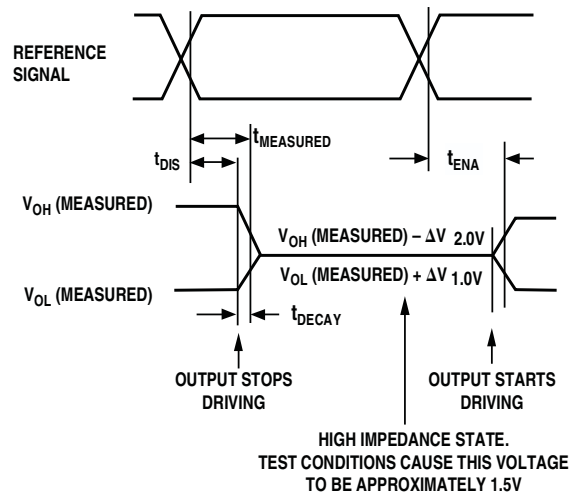 REFERENCE
SIGNAL
tMEASURED
tDIS
tENA
VOH (MEASURED)
VOH (MEASURED) – ΔV 2.0V
VOL (MEASURED) + ΔV 1.0V
VOL (MEASURED)
tDECAY
OUTPUT STOPS
DRIVING
OUTPUT STARTS
DRIVING
HIGH IMPEDANCE STATE.
TEST CONDITIONS CAUSE THIS VOLTAGE
TO BE APPROXIMATELY 1.5V